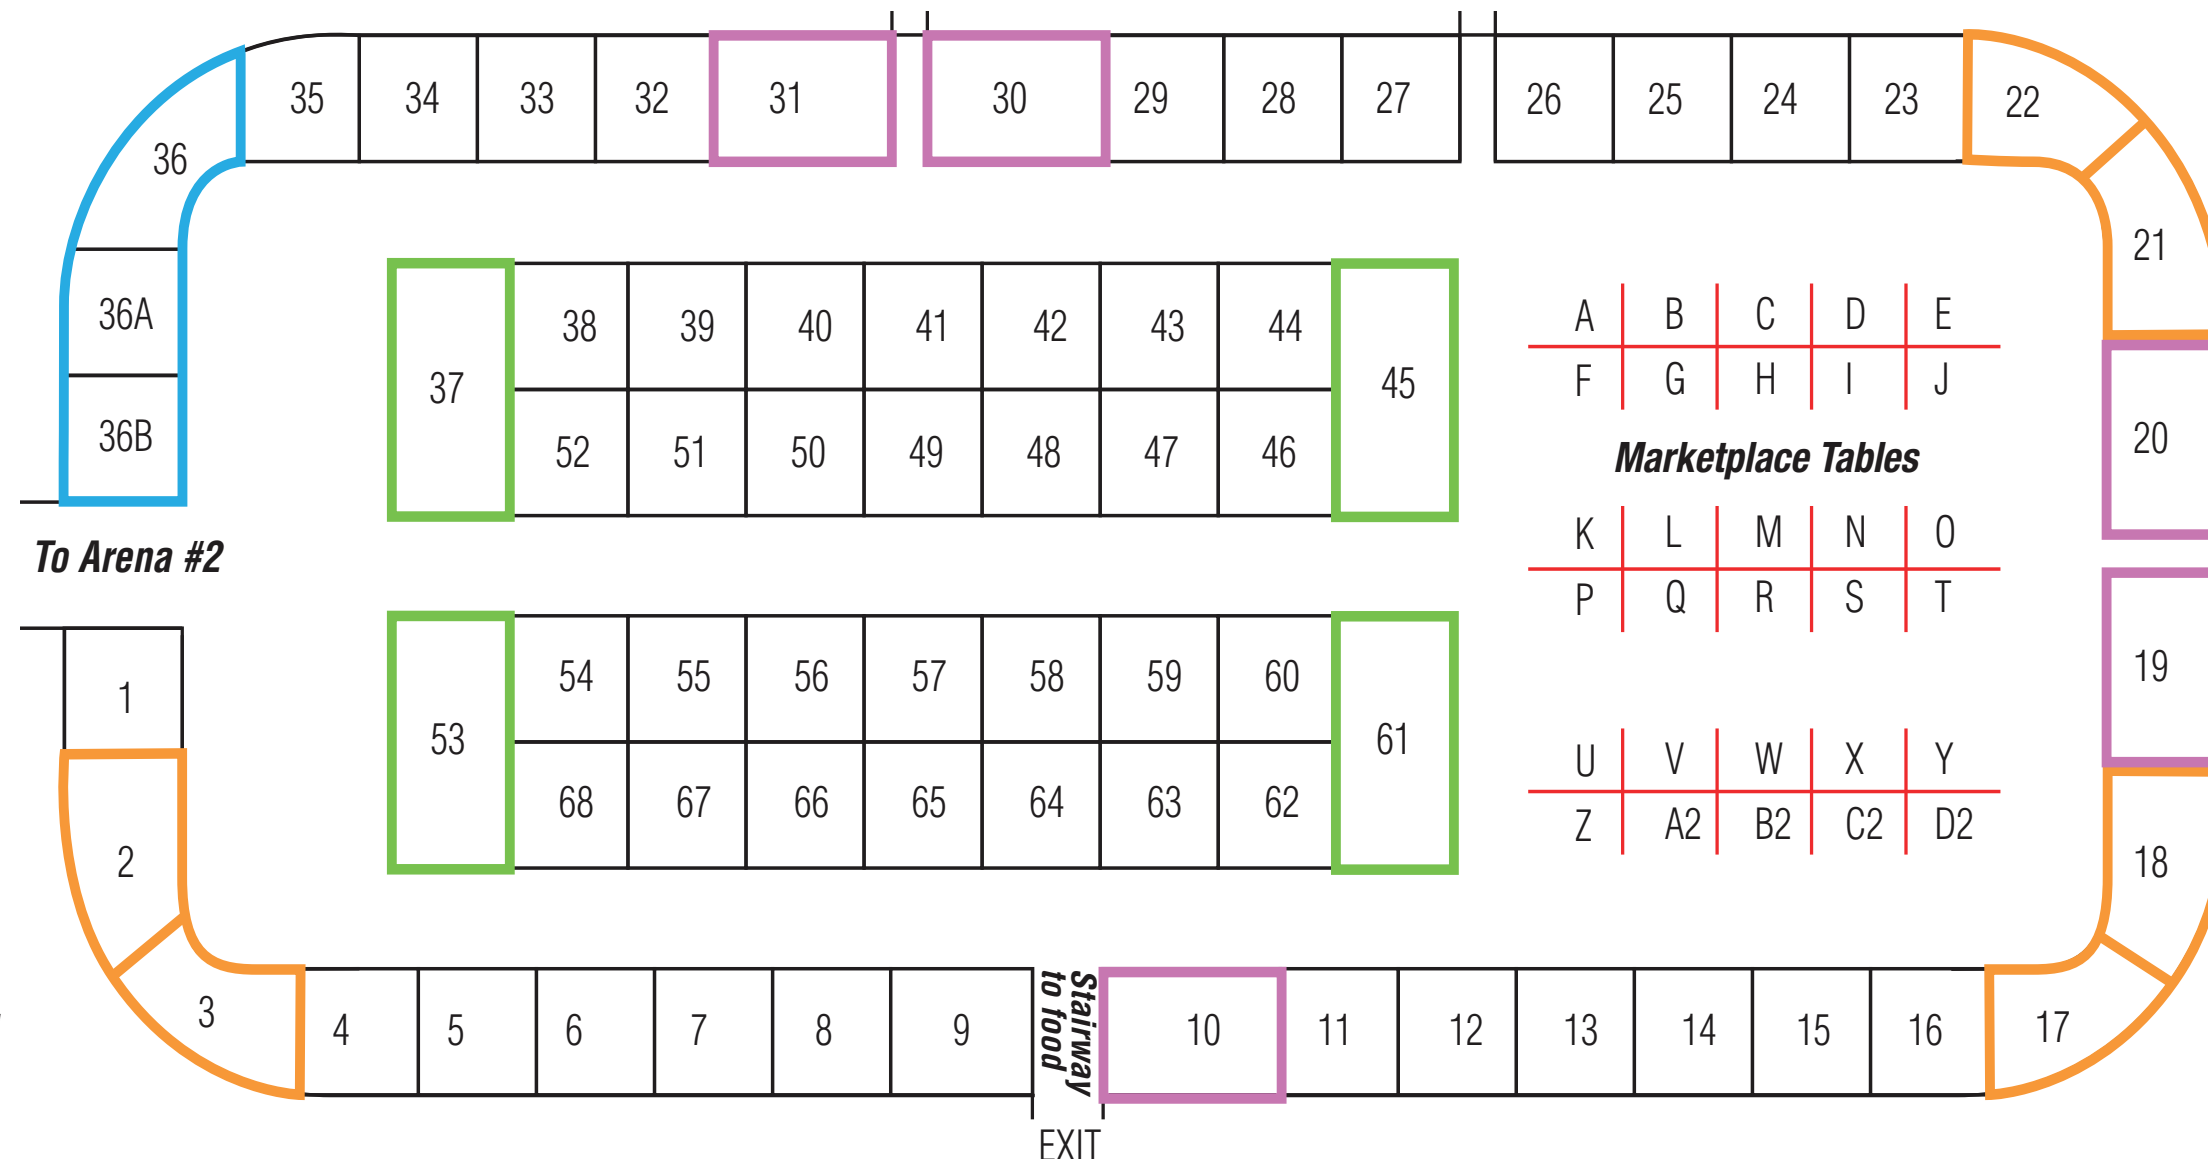 35 34 33 32 31 30 29 28 27 26 25 24 23 22
36
21
36A
36B
38 39 40 41 42 43 44
37
45
52 51 50 49 48 47 46
A B C D E
F G H I J
Marketplace Tables
20
K L M N O
P Q R S T
To Arena #2
19
1
54 55 56 57 58 59 60
53
61
68 67 66 65 64 63 62
U V W X Y
Z A2 B2 C2 D2
2
18
3
4 5 6 7 8 9
Stairway
to food
10 11 12 13 14 15 16 17
EXIT